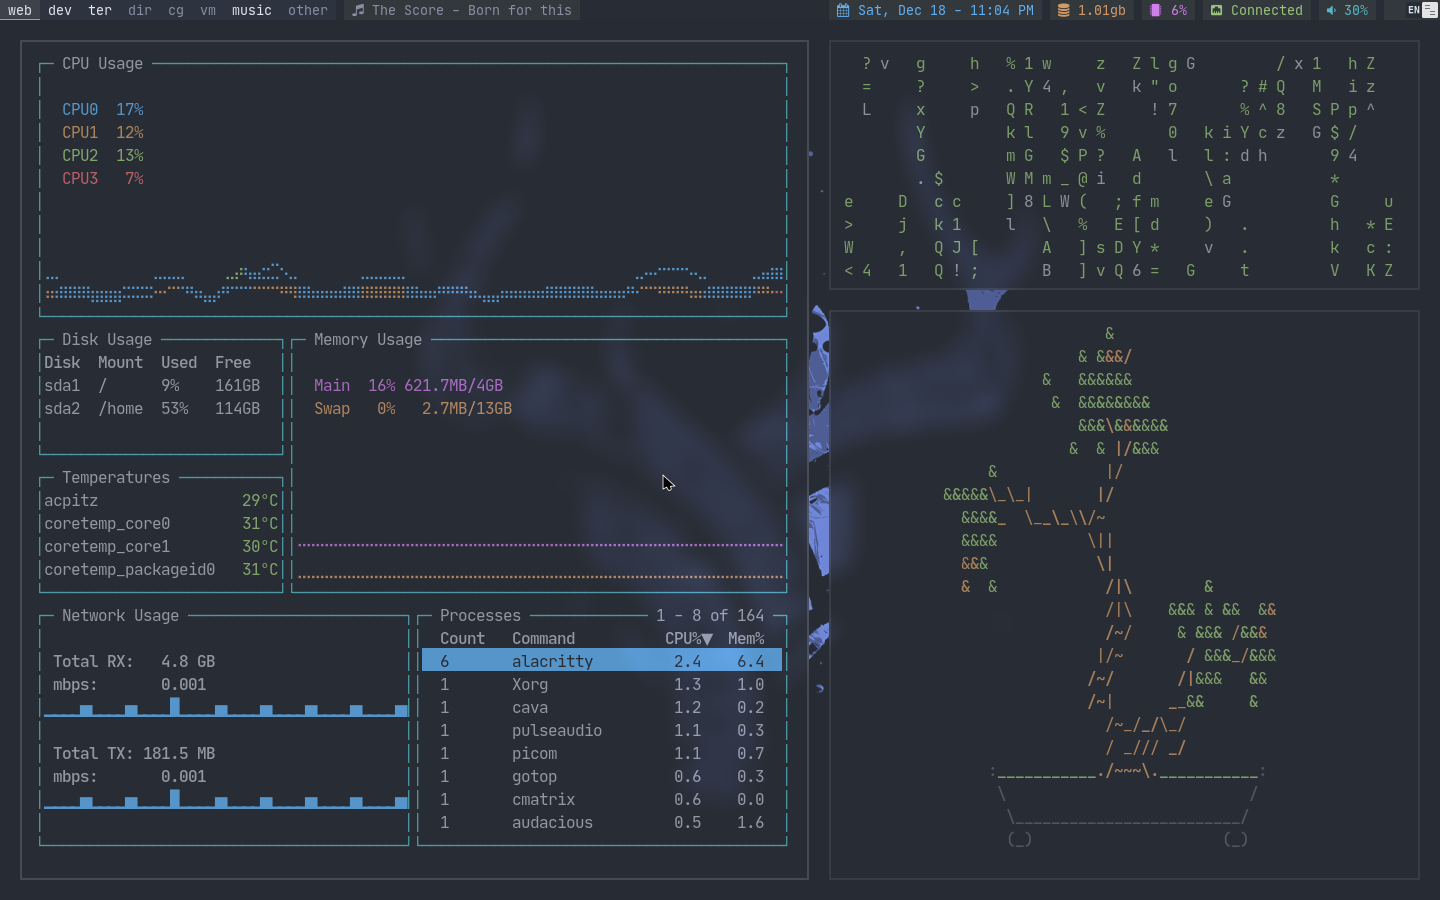 web dev ter dir cg vm music other The Score - Born for this Sat, Dec 18 - 11:04 PM 1.01gb 6% Connected 30% EN
CPU Usage
CPU0 17%
CPU1 12%
CPU2 13%
CPU3 7%
Disk Usage
Disk Mount Used Free
sda1 / 9% 161GB
sda2 /home 53% 114GB
Memory Usage
Main 16% 621.7MB/4GB
Swap 0% 2.7MB/13GB
Temperatures
acpitz 29°C
coretemp_core0 31°C
coretemp_core1 30°C
coretemp_packageid0 31°C
Network Usage
Total RX: 4.8 GB
mbps: 0.001
Total TX: 181.5 MB
mbps: 0.001
Processes 1 - 8 of 164
Count Command CPU%▼ Mem%
6 alacritty 2.4 6.4
1 Xorg 1.3 1.0
1 cava 1.2 0.2
1 pulseaudio 1.1 0.3
1 picom 1.1 0.7
1 gotop 0.6 0.3
1 cmatrix 0.6 0.0
1 audacious 0.5 1.6
? v g h % 1 w z Z l g G / x 1 h Z
= ? > . Y 4 , v k " o ? # Q M i z
L x p Q R 1 < Z ! 7 % ^ 8 S P p ^
Y k l 9 v % 0 k i Y c z G $ /
G m G $ P ? A l l : d h 9 4
. $ W M m _ @ i d \ a *
e D c c ] 8 L W ( ; f m e G G u
> j k 1 l \ % E [ d ) . h * E
W , Q J [ A ] s D Y * v . k c :
< 4 1 Q ! ; B ] v Q 6 = G t V K Z
&
& &&&/
& &&&&&&
& &&&&&&&&
&&&\&&&&&&
& & |/&&&
& |/
&&&&&\_\_| |/
&&&&_ \__\_\\/~
&&&& \||
&&& \|
& & /|\ &
/|\ &&& & && &&
/~/ & &&& /&&&
|/~ / &&&_/&&&
/~/ /|&&& &&
/~| __&& &
/~_/_/\_/
/ _/// _/
:___________./~~~\.___________:
\ /
\_________________________/
(_) (_)